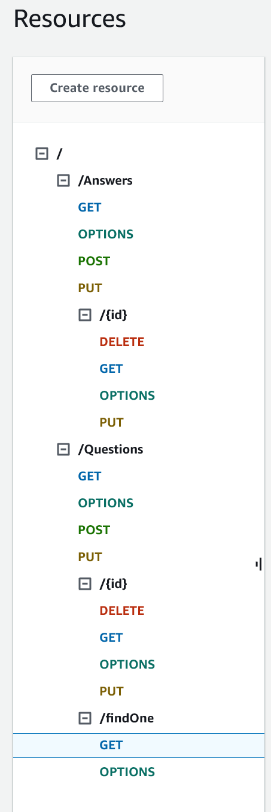 Resources
Create resource
/
/Answers
GET
OPTIONS
POST
PUT
/{id}
DELETE
GET
OPTIONS
PUT
/Questions
GET
OPTIONS
POST
PUT
/{id}
DELETE
GET
OPTIONS
PUT
/findOne
GET
OPTIONS